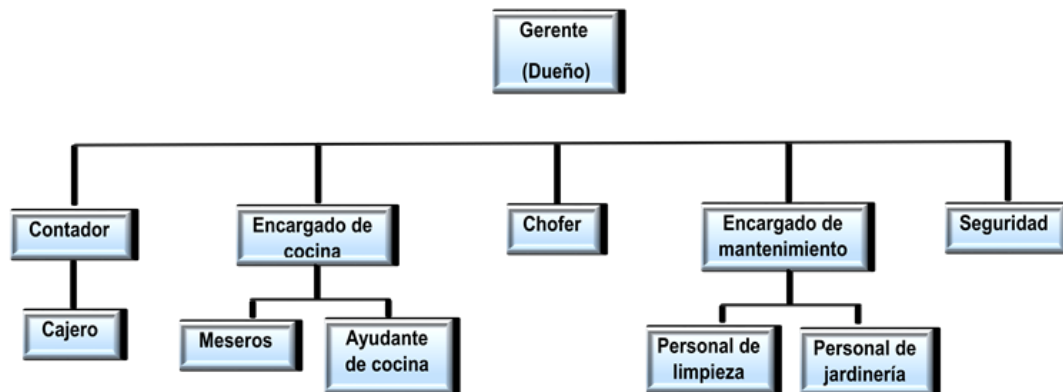 Gerente
(Dueño)
Contador
Encargado de
cocina
Chofer
Encargado de
mantenimiento
Seguridad
Cajero
Meseros
Ayudante
de cocina
Personal de
limpieza
Personal de
jardinería